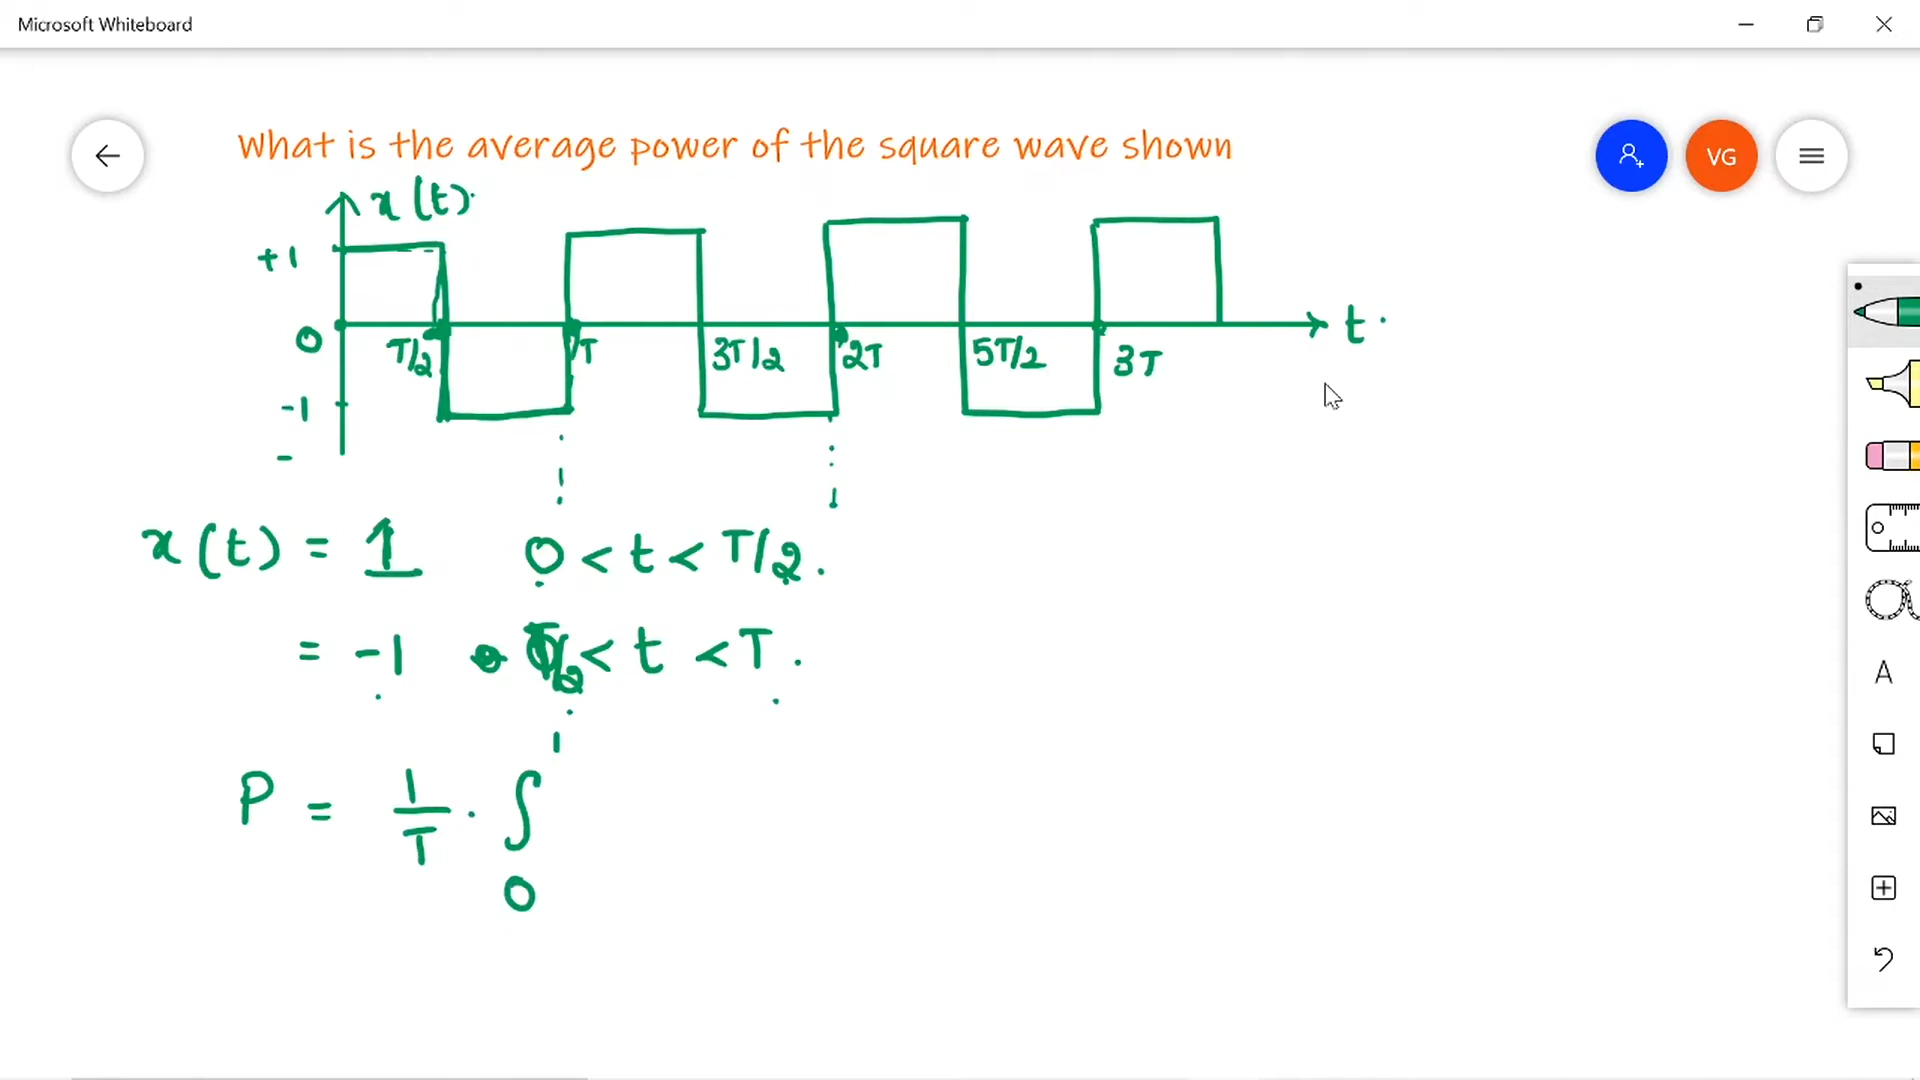 Microsoft Whiteboard
What is the average power of the square wave shown
VG
x(t)
+1
0
T/2
T
3T/2
2T
5T/2
3T
t
-1
-
x(t) = 1 0 < t < T/2.
= -1 T/2 < t < T.
P = 1/T . ∫
0
A